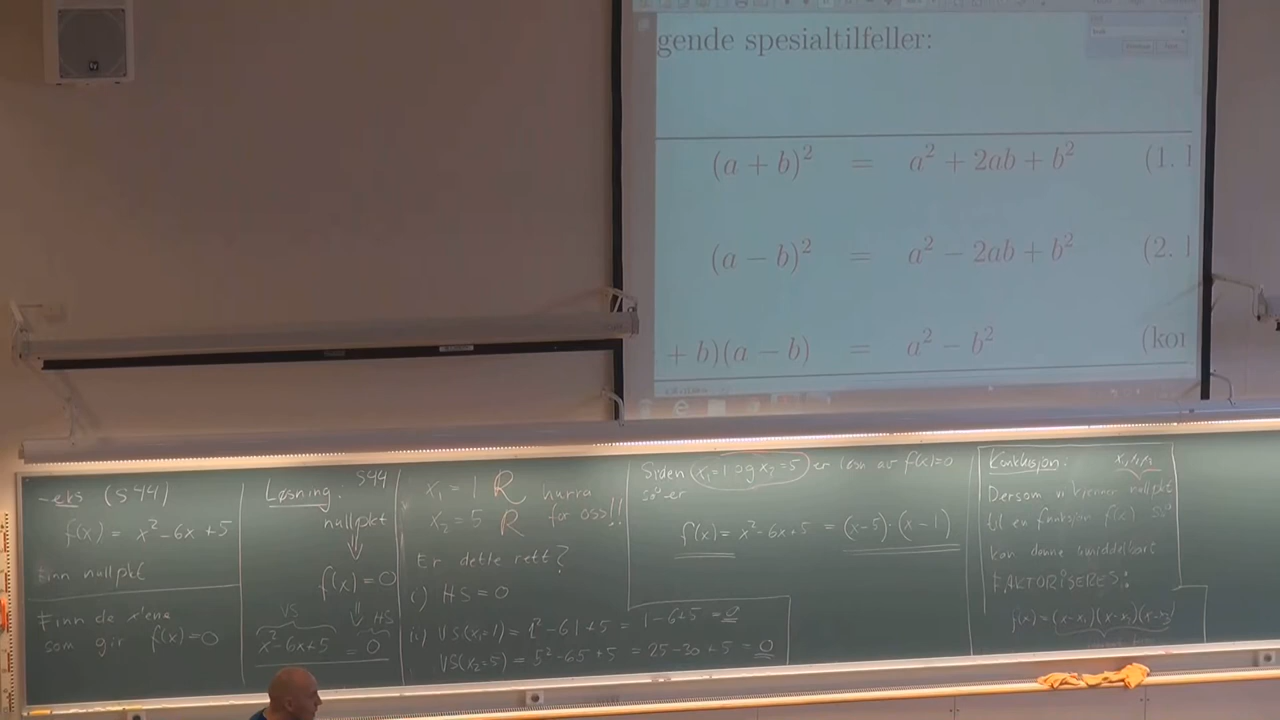 gende spesialtilfeller:
(a + b)² = a² + 2ab + b² (1.
(a − b)² = a² − 2ab + b² (2.
+ b)(a − b) = a² − b² (kor
-eks (S44)
f(x) = x²-6x+5
Finn nullpkt
Finn de x'ene
som gir f(x)=0
Løsning: S44
nullpkt
f(x)=0
VS HS
x²-6x+5 = 0
x₁ = 1 R hurra
x₂ = 5 R for oss!!
Er dette rett?
i) HS=0
ii) VS(x₁=1) = 1²-6·1+5 = 1-6+5 = 0
VS(x₂=5) = 5²-6·5+5 = 25-30+5 = 0
Siden x₁=1 og x₂=5 er løsn av f(x)=0
så er
f(x) = x²-6x+5 = (x-5)·(x-1)
Konklusjon: x₁,x₂,x₃
Dersom vi kjenner nullpkt
til en funksjon f(x) så
kan denne umiddelbart
FAKTORISERES:
f(x) = (x-x₁)(x-x₂)(x-x₃)